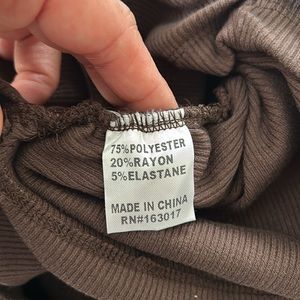 75%POLYESTER
20%RAYON
5%ELASTANE
MADE IN CHINA
RN#163017